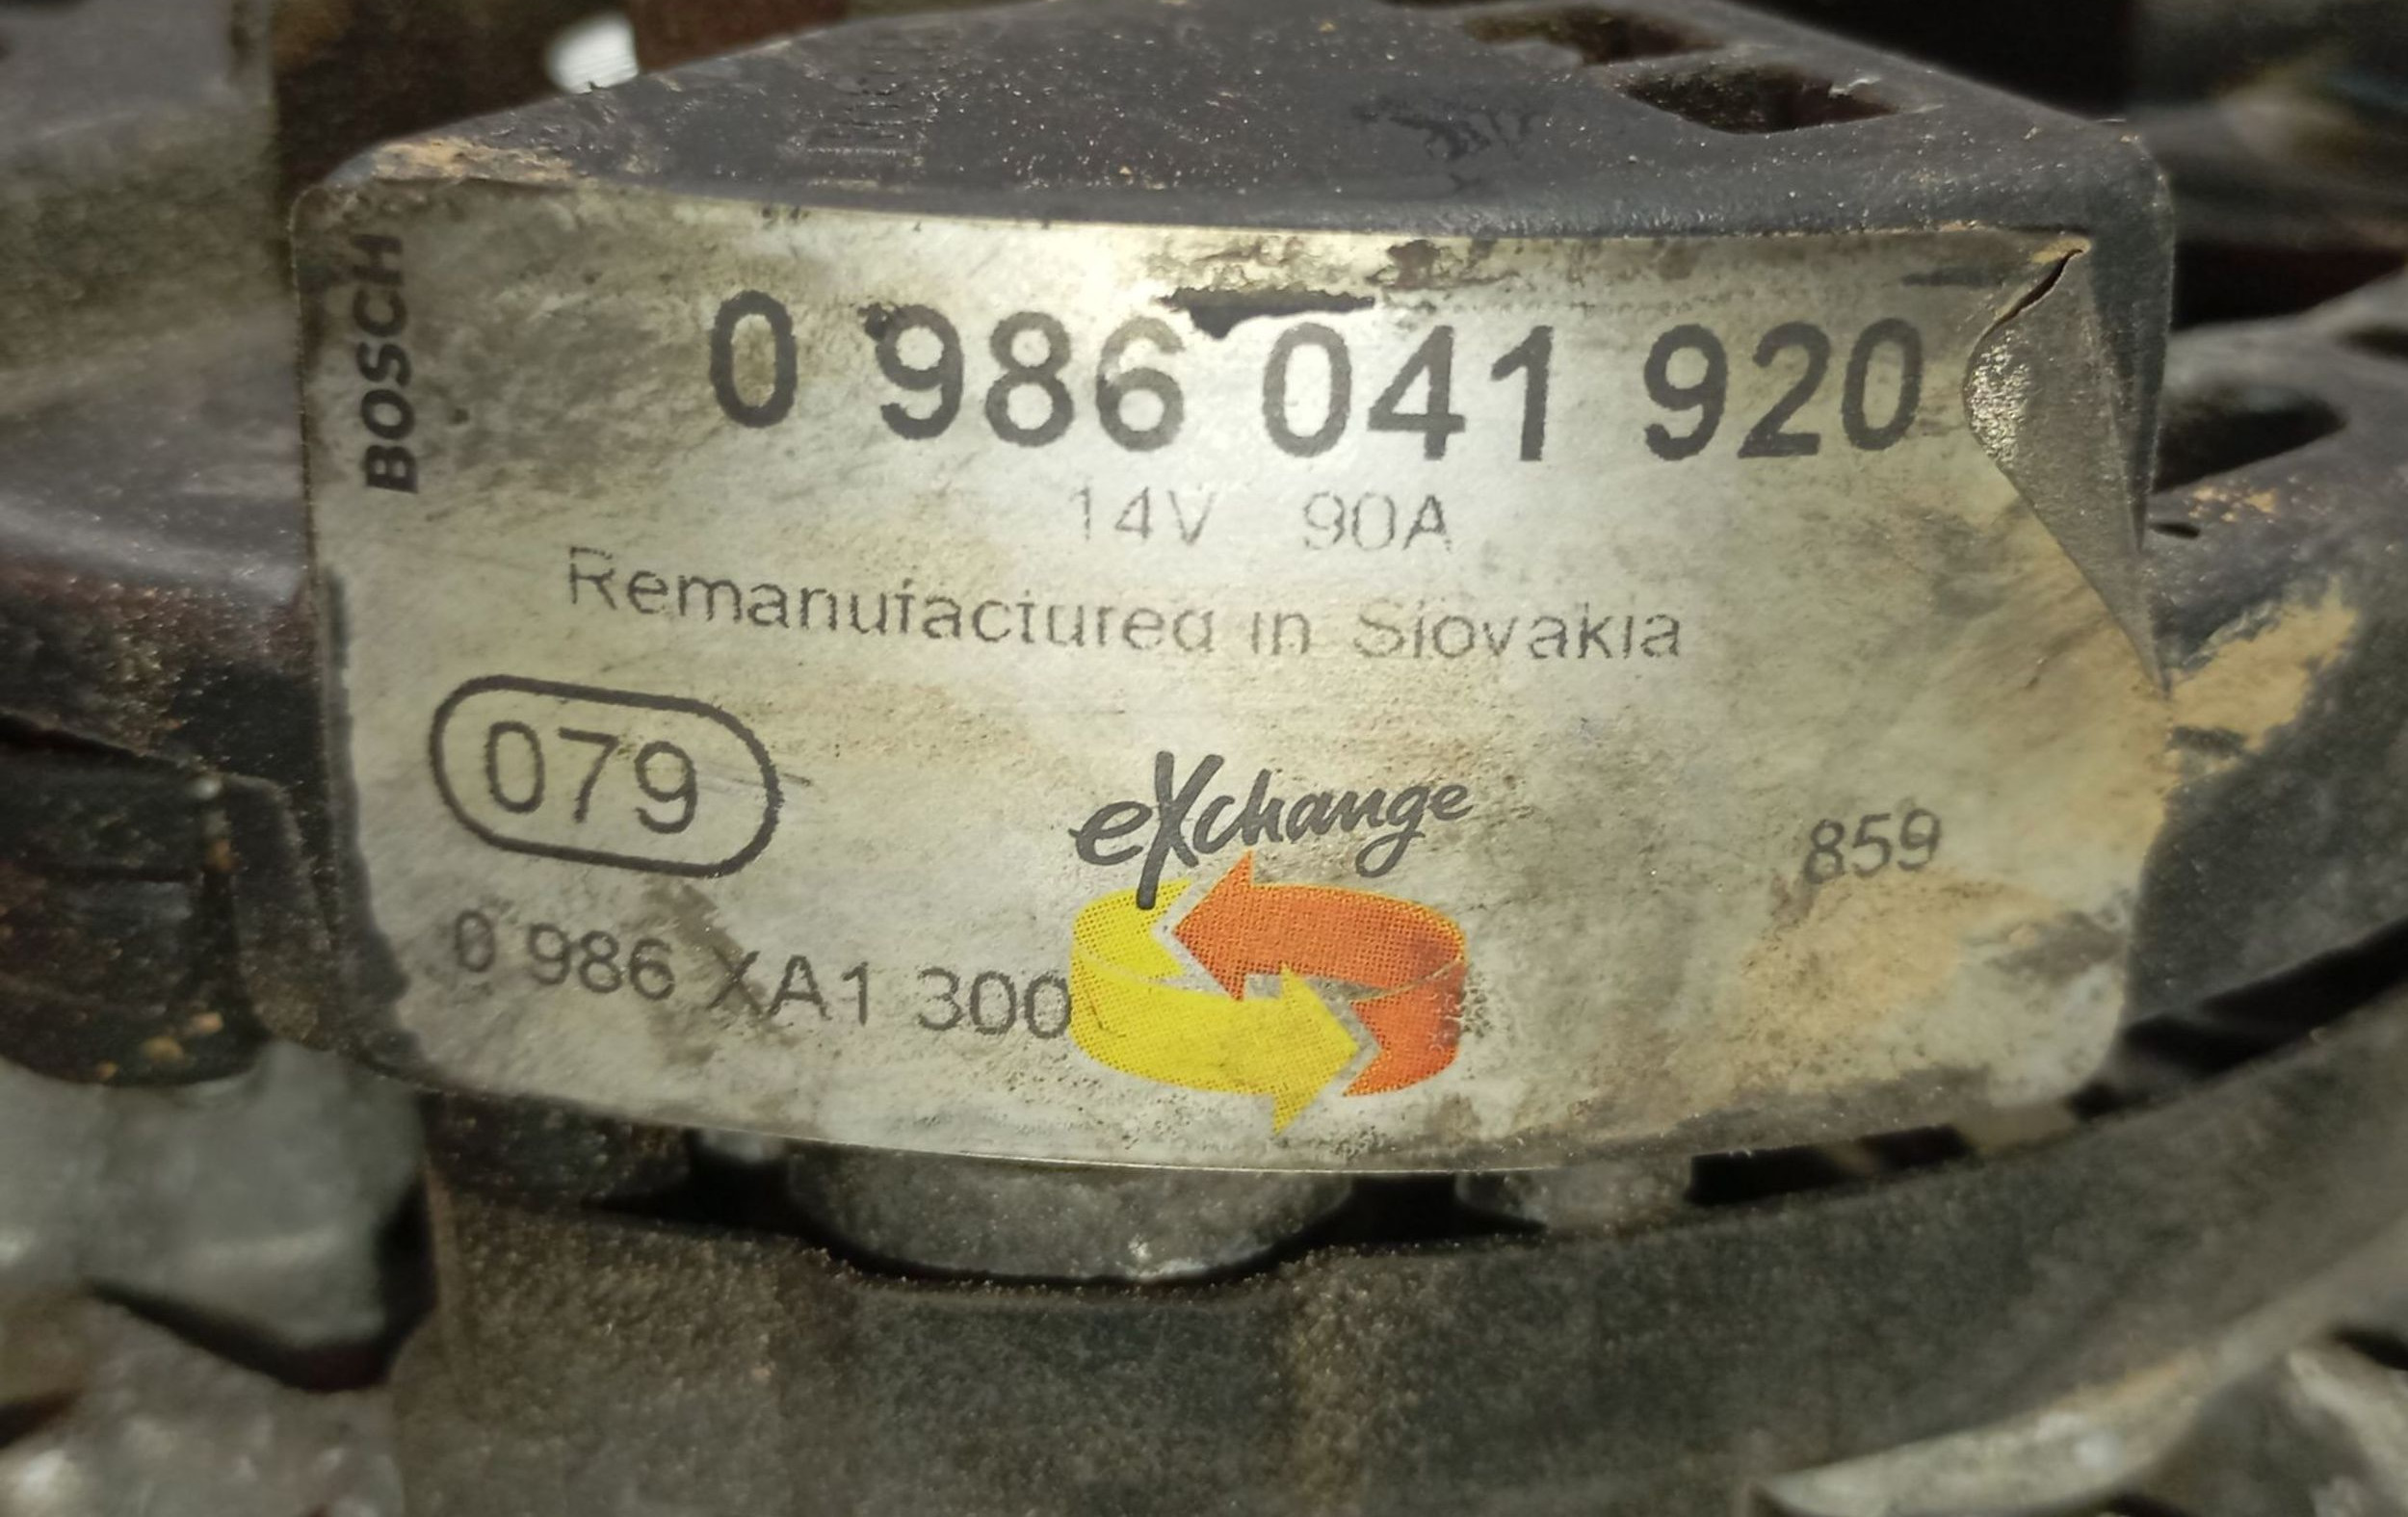 BOSCH
0 986 041 920
14V 90A
Remanufactured in Slovakia
079
eXchange
859
0 986 XA1 300